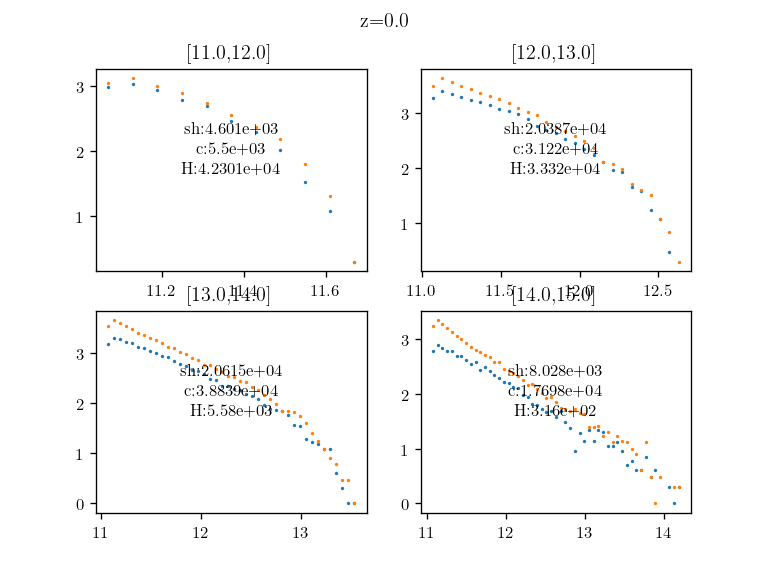 z=0.0
[11.0,12.0]
[12.0,13.0]
3
2
1
sh:4.601e+03
c:5.5e+03
H:4.2301e+04
11.2 11.4 11.6
3
2
1
sh:2.0387e+04
c:3.122e+04
H:3.332e+04
11.0 11.5 12.0 12.5
[13.0,14.0]
[14.0,15.0]
3
2
1
0
sh:2.0615e+04
c:3.8839e+04
H:5.58e+03
11 12 13
3
2
1
0
sh:8.028e+03
c:1.7698e+04
H:3.16e+02
11 12 13 14